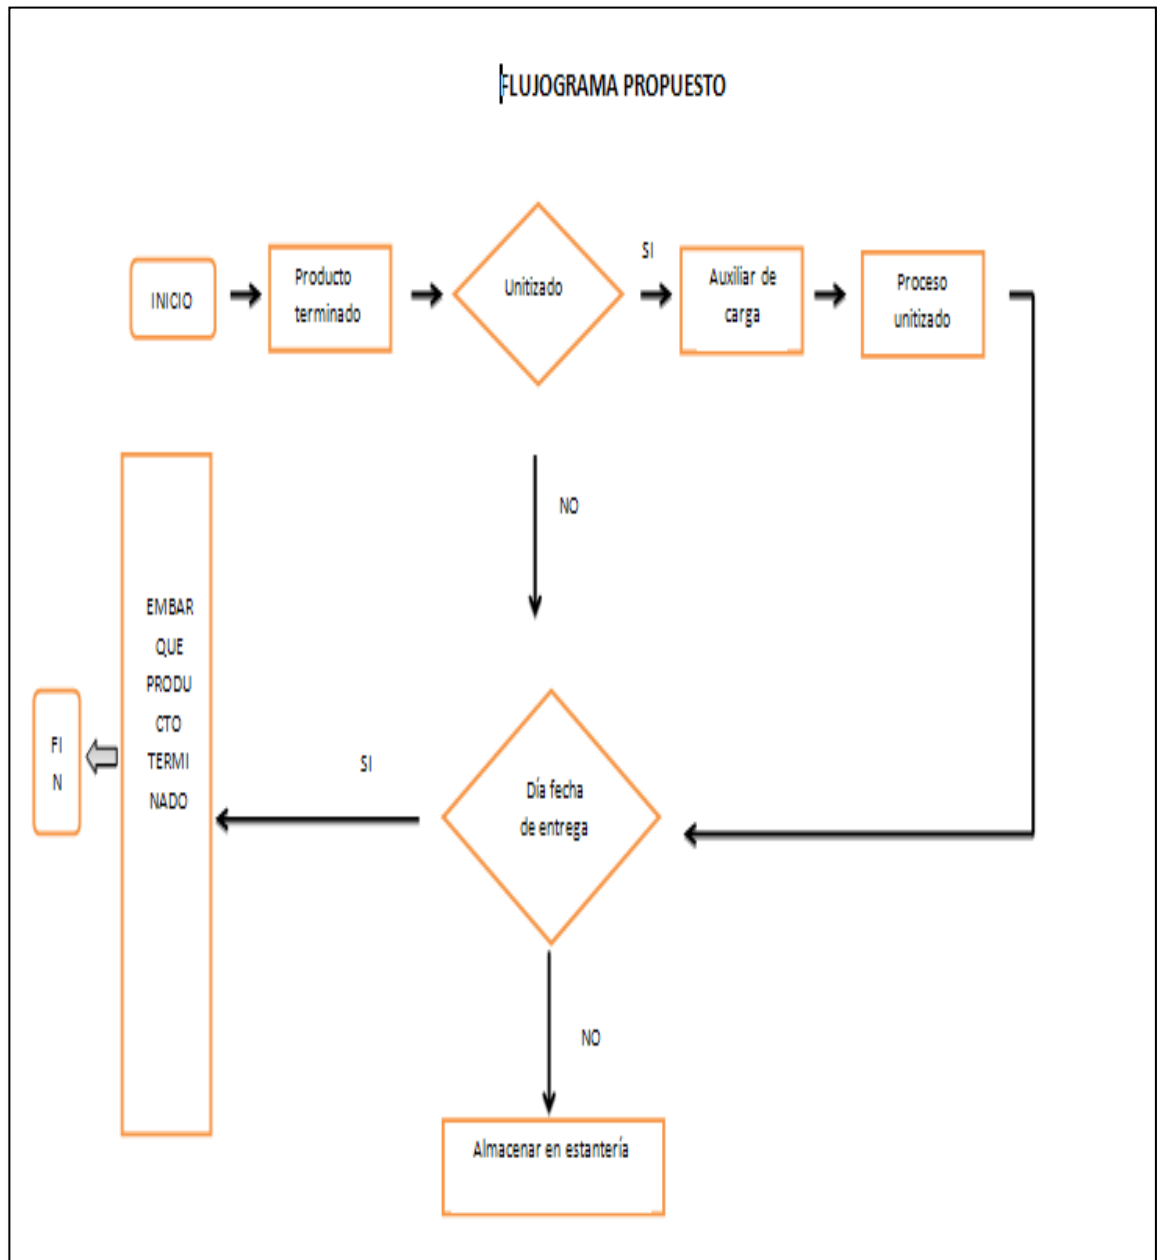 FLUJOGRAMA PROPUESTO
INICIO
Producto
terminado
Unitizado
SI
Auxiliar de
carga
Proceso
unitizado
NO
EMBAR
QUE
PRODU
CTO
TERMI
NADO
FI
N
SI
Día fecha
de entrega
NO
Almacenar en estantería